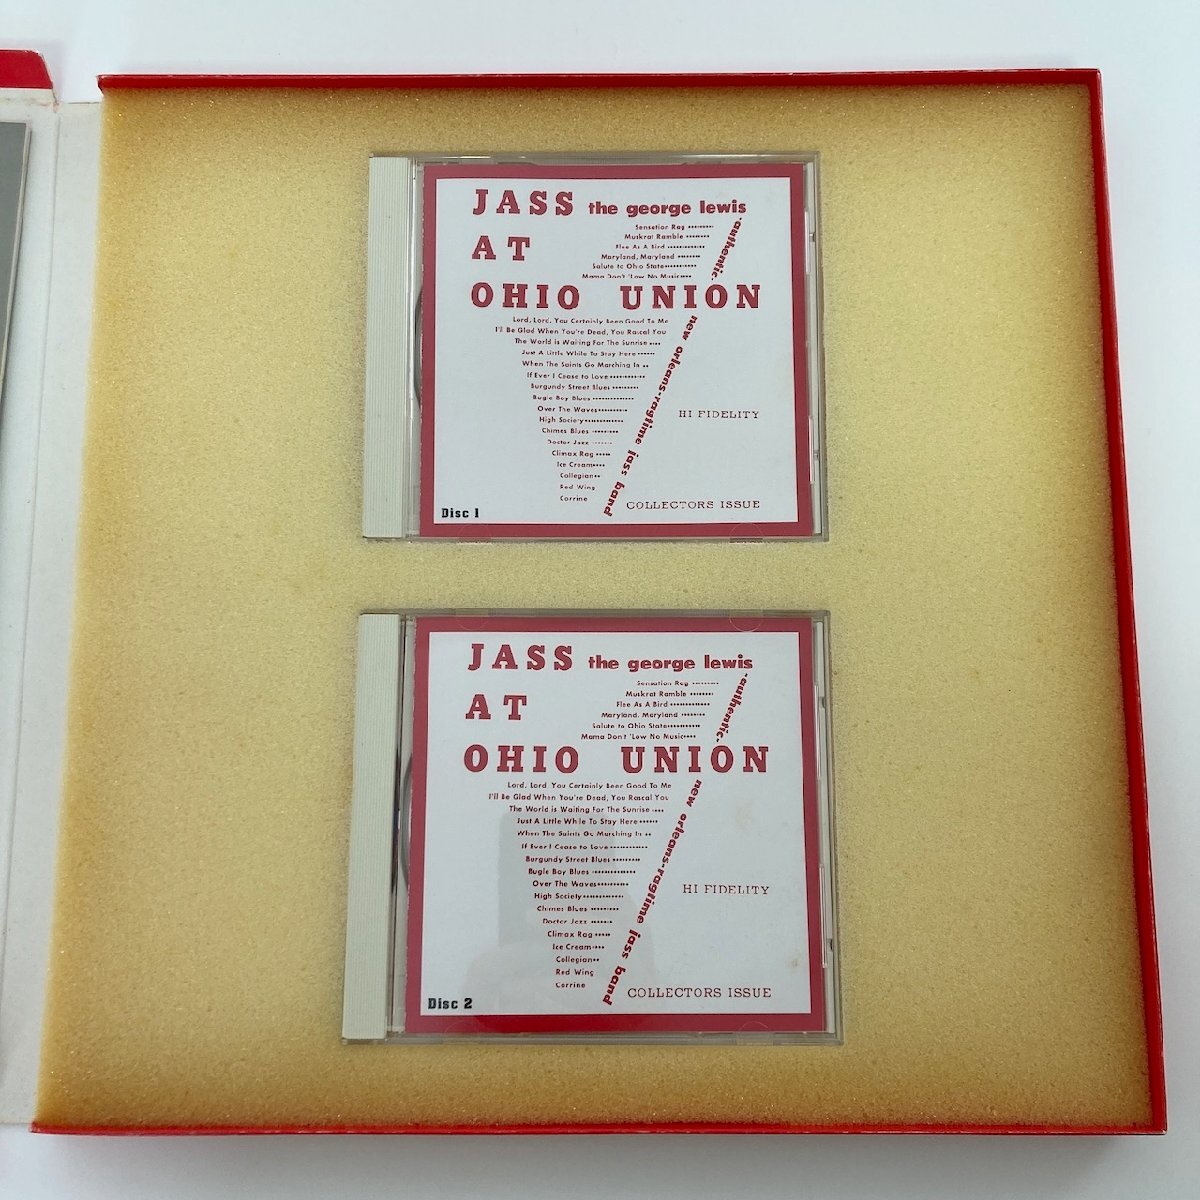 JASS the george lewis
Sensation Rag
Muskrat Ramble
Flee As A Bird
Maryland, Maryland
Salute to Ohio State
Mama Don't 'Low No Music
-authentic-
AT
OHIO UNION
Lord, Lord, You Certainly Been Good To Me
I'll Be Glad When You're Dead, You Rascal You
The World is Waiting For The Sunrise
Just A Little While To Stay Here
When The Saints Go Marching In
If Ever I Cease to Love
Burgundy Street Blues
Bugle Boy Blues
Over The Waves
High Society
Chimes Blues
Doctor Jazz
Climax Rag
Ice Cream
Collegian
Red Wing
Corrine
new orleans-ragtime jass band
HI FIDELITY
COLLECTORS ISSUE
Disc 1
JASS the george lewis
Sensation Rag
Muskrat Ramble
Flee As A Bird
Maryland, Maryland
Salute to Ohio State
Mama Don't 'Low No Music
-authentic-
AT
OHIO UNION
Lord, Lord You Certainly Been Good To Me
I'll Be Glad When You're Dead, You Rascal You
The World is Waiting For The Sunrise
Just A Little While To Stay Here
When The Saints Go Marching In
If Ever I Cease to Love
Burgundy Street Blues
Bugle Boy Blues
Over The Waves
High Society
Chimes Blues
Doctor Jazz
Climax Rag
Ice Cream
Collegian
Red Wing
Corrine
new orleans-ragtime jass band
HI FIDELITY
COLLECTORS ISSUE
Disc 2